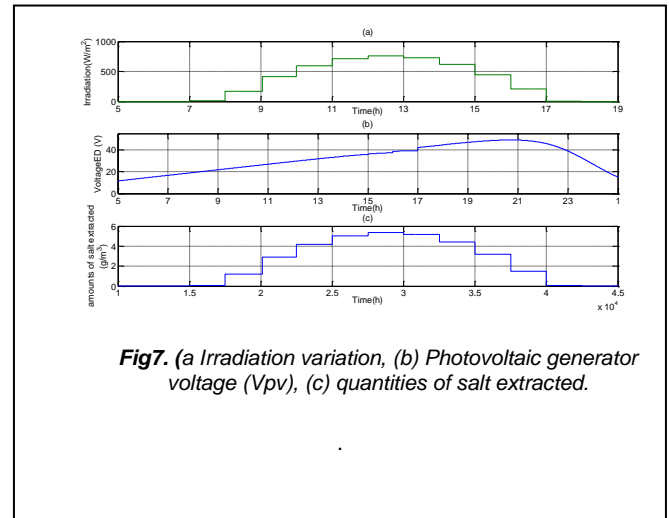 (a)
Irradiation(W/m²)
1000
500
0
5 7 9 11 13 15 17 19
Time(h)
(b)
VoltageED (V)
40
20
0
5 7 9 11 13 15 17 19 21 23 1
Time(h)
(c)
amounts of salt extracted
(g/m³)
6
4
2
0
1 1.5 2 2.5 3 3.5 4 4.5
Time(h)
x 10⁴
Fig7. (a Irradiation variation, (b) Photovoltaic generator
voltage (Vpv), (c) quantities of salt extracted.
.